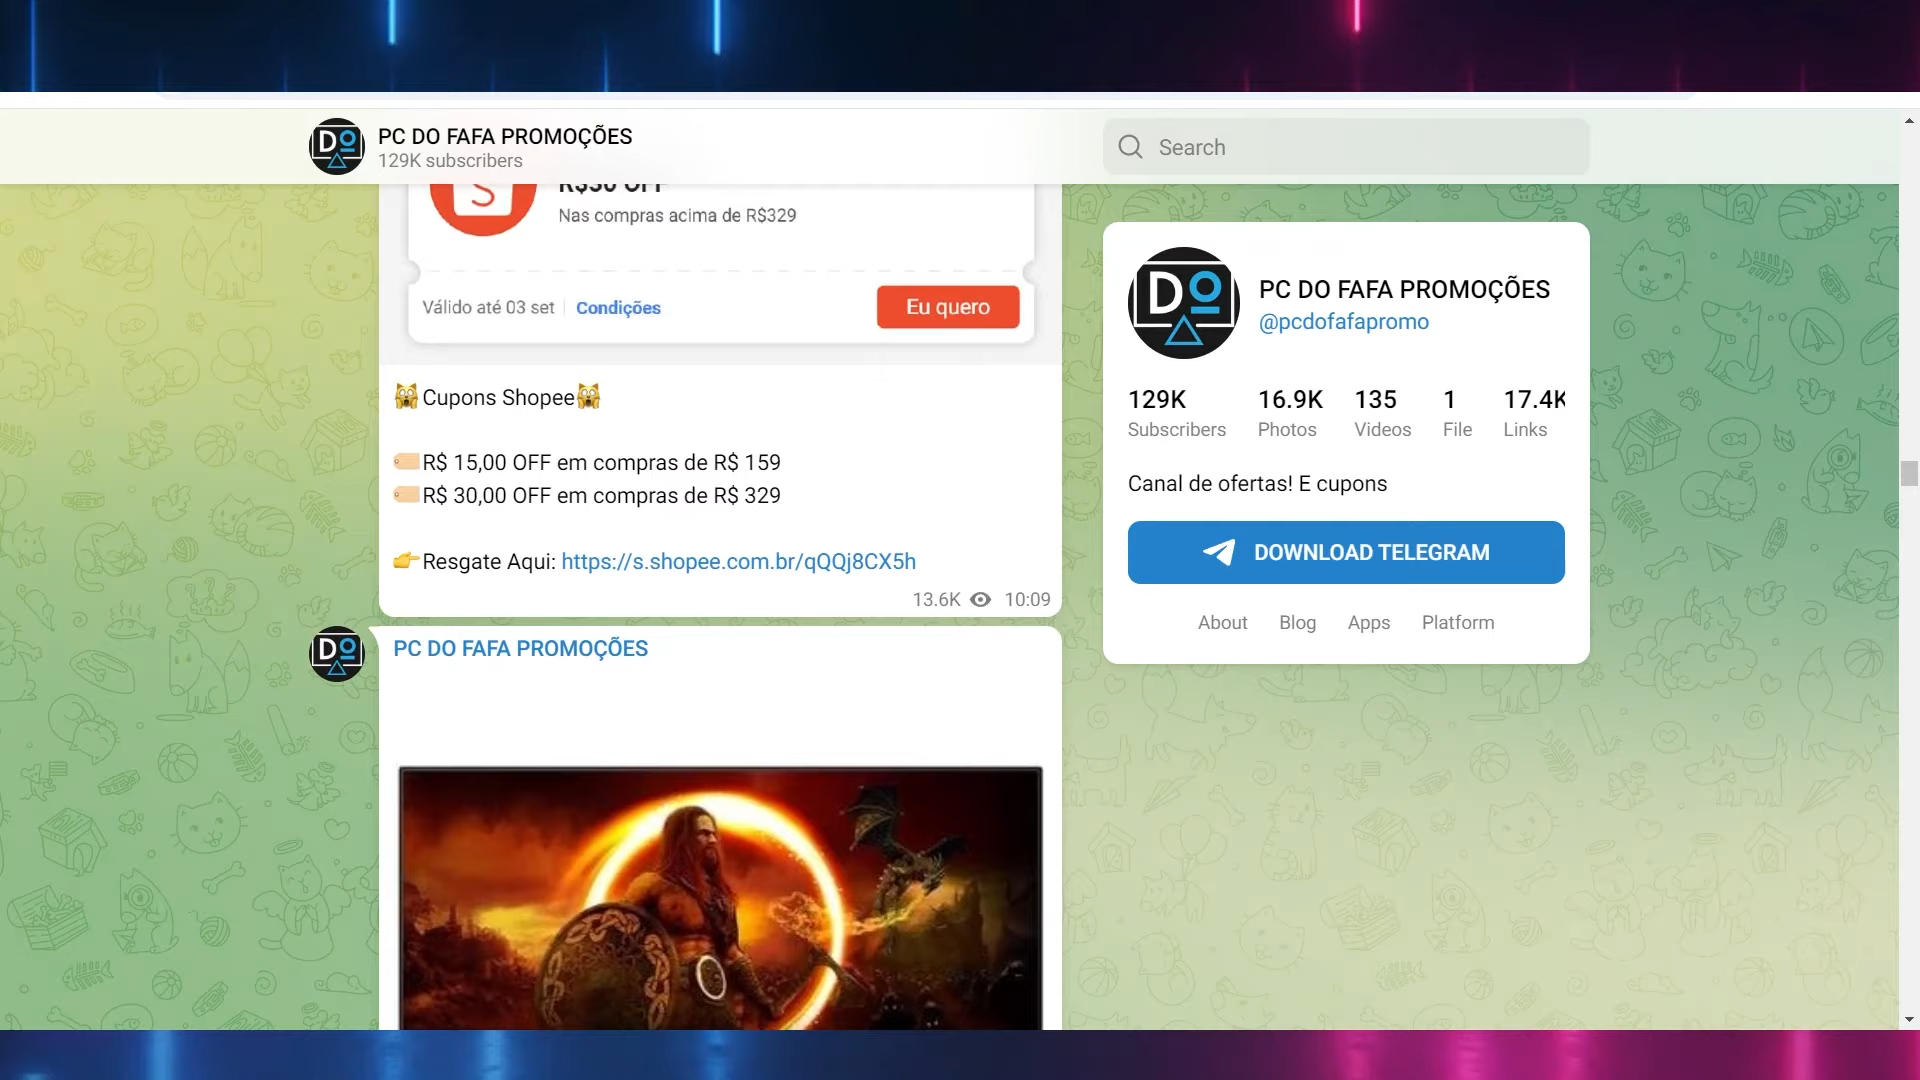 PC DO FAFA PROMOÇÕES
129K subscribers
Search
R$30 OFF
Nas compras acima de R$329
Válido até 03 set
Condições
Eu quero
Cupons Shopee
R$ 15,00 OFF em compras de R$ 159
R$ 30,00 OFF em compras de R$ 329
Resgate Aqui: https://s.shopee.com.br/qQQj8CX5h
13.6K 10:09
PC DO FAFA PROMOÇÕES
PC DO FAFA PROMOÇÕES
@pcdofafapromo
129K 16.9K 135 1 17.4K
Subscribers Photos Videos File Links
Canal de ofertas! E cupons
DOWNLOAD TELEGRAM
About Blog Apps Platform